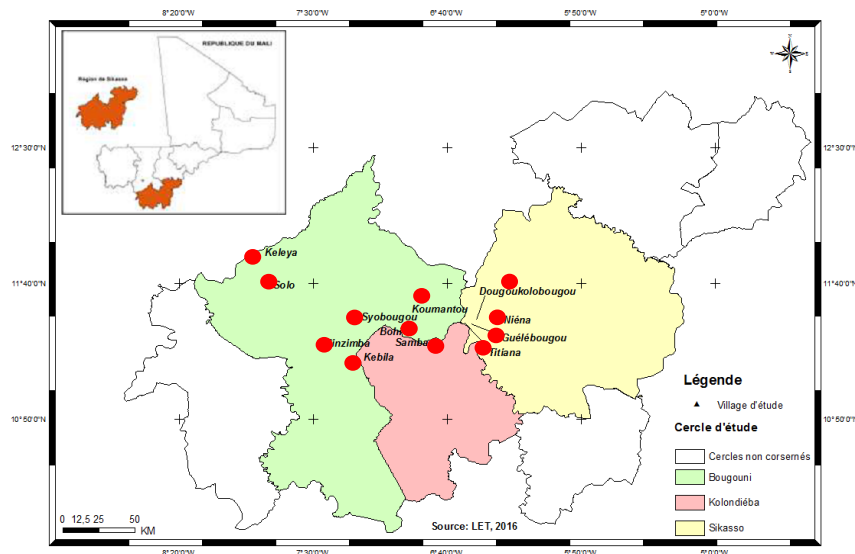 8°20'0"W 7°30'0"W 6°40'0"W 5°50'0"W 5°0'0"W
REPUBLIQUE DU MALI
Région de Sikasso
12°30'0"N 12°30'0"N
Keleya
11°40'0"N Solo Dougoukolobougou 11°40'0"N
Koumantou
Syobougou Niéna
Guélébougou
Samba
Titiana
Kebila
Légende
Village d'étude
Cercle d'étude
10°50'0"N 10°50'0"N
Cercles non consernés
Bougouni
Kolondiéba
Sikasso
0 12,5 25 50
KM
Source: LET, 2016
8°20'0"W 7°30'0"W 6°40'0"W 5°50'0"W 5°0'0"W